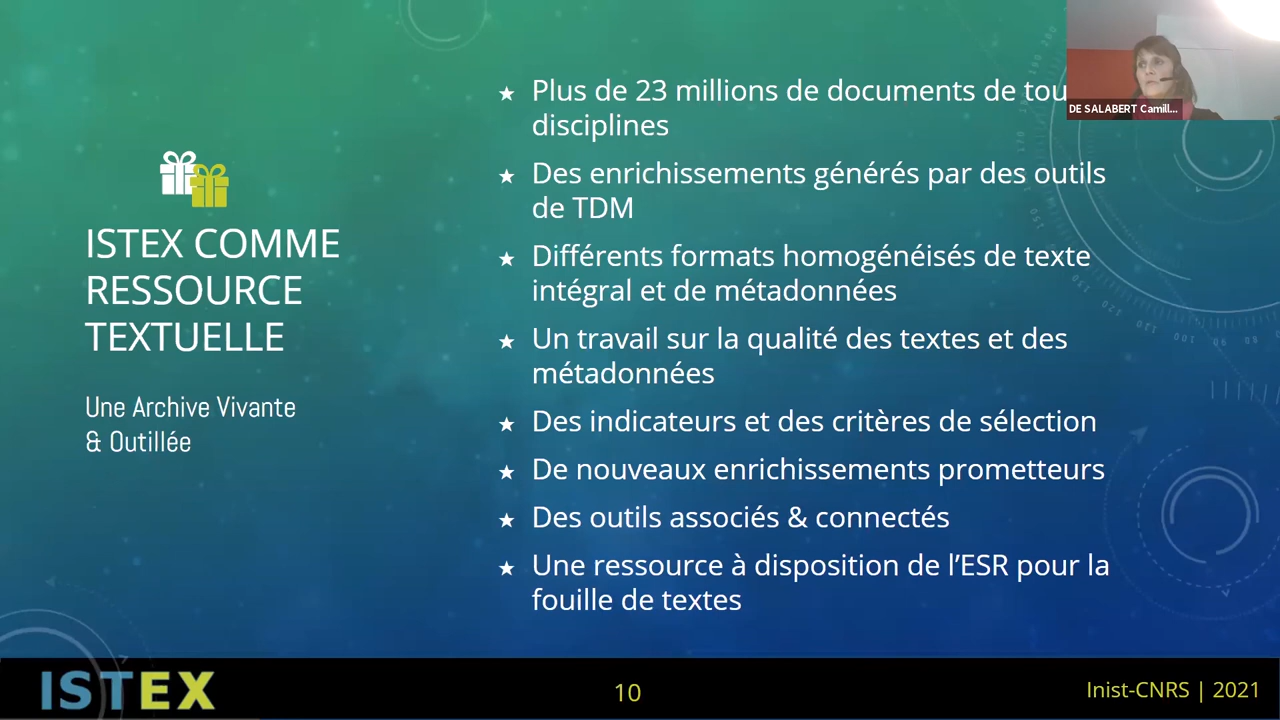 DE SALABERT Camill...
ISTEX COMME
RESSOURCE
TEXTUELLE
Une Archive Vivante
& Outillée
★ Plus de 23 millions de documents de
disciplines
★ Des enrichissements générés par des outils
de TDM
★ Différents formats homogénéisés de texte
intégral et de métadonnées
★ Un travail sur la qualité des textes et des
métadonnées
★ Des indicateurs et des critères de sélection
★ De nouveaux enrichissements prometteurs
★ Des outils associés & connectés
★ Une ressource à disposition de l’ESR pour la
fouille de textes
ISTEX
10
Inist-CNRS | 2021